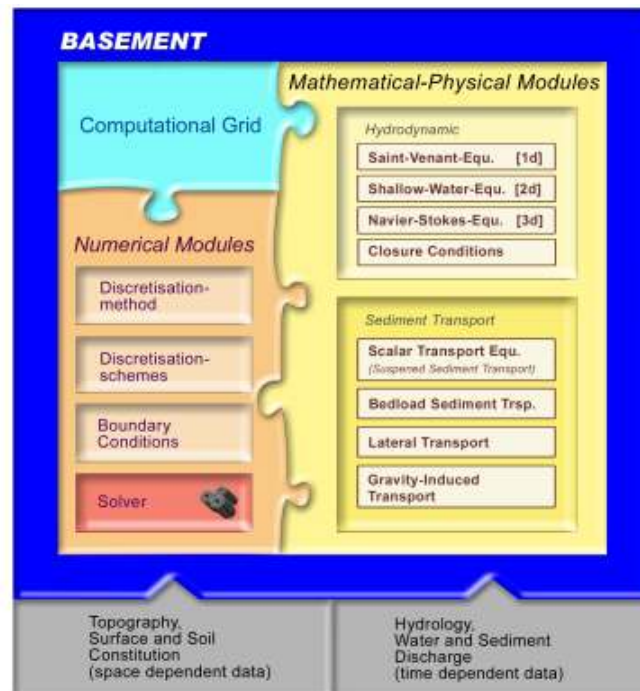 BASEMENT
Computational Grid
Numerical Modules
Discretisation-
method
Discretisation-
schemes
Boundary
Conditions
Solver
Mathematical-Physical Modules
Hydrodynamic
Saint-Venant-Equ. [1d]
Shallow-Water-Equ. [2d]
Navier-Stokes-Equ. [3d]
Closure Conditions
Sediment Transport
Scalar Transport Equ.
(Suspened Sediment Transport)
Bedload Sediment Trsp.
Lateral Transport
Gravity-Induced
Transport
Topography,
Surface and Soil
Constitution
(space dependent data)
Hydrology,
Water and Sediment
Discharge
(time dependent data)